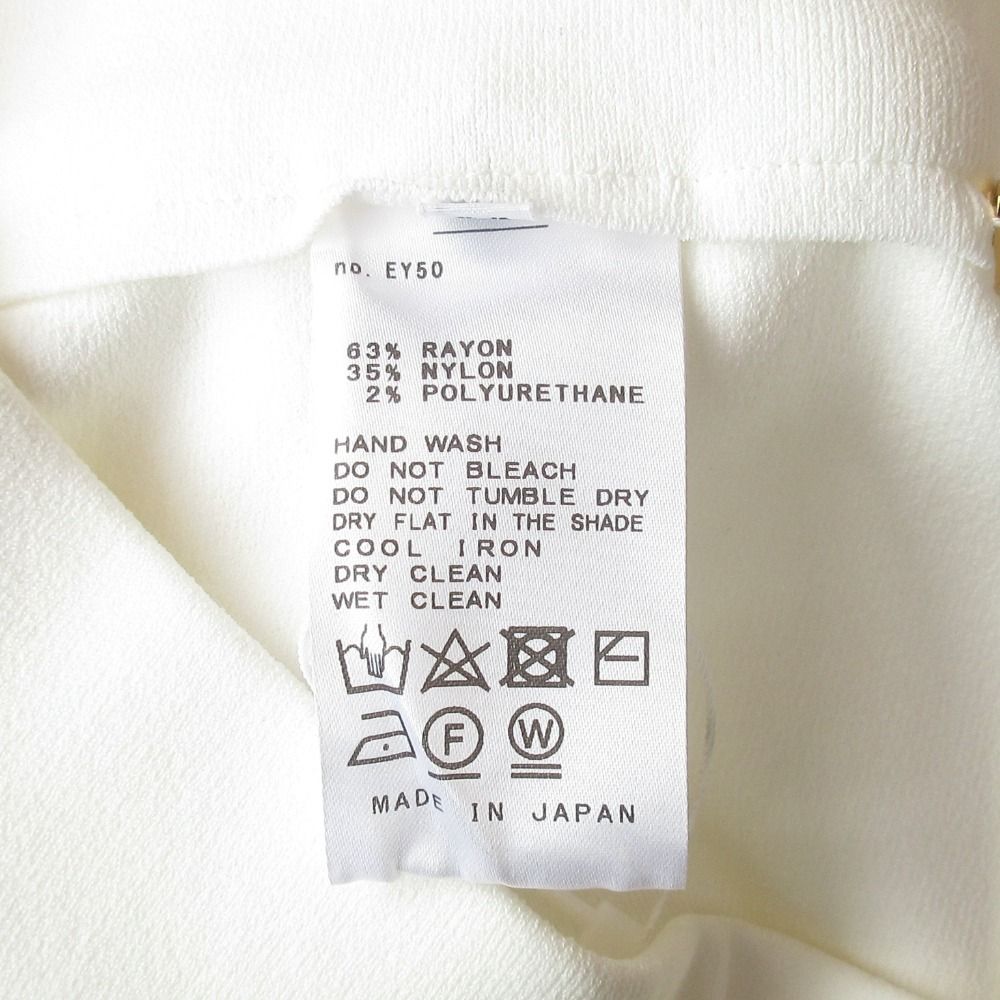 no. EY50
63% RAYON
35% NYLON
2% POLYURETHANE
HAND WASH
DO NOT BLEACH
DO NOT TUMBLE DRY
DRY FLAT IN THE SHADE
COOL IRON
DRY CLEAN
WET CLEAN
F W
MADE IN JAPAN